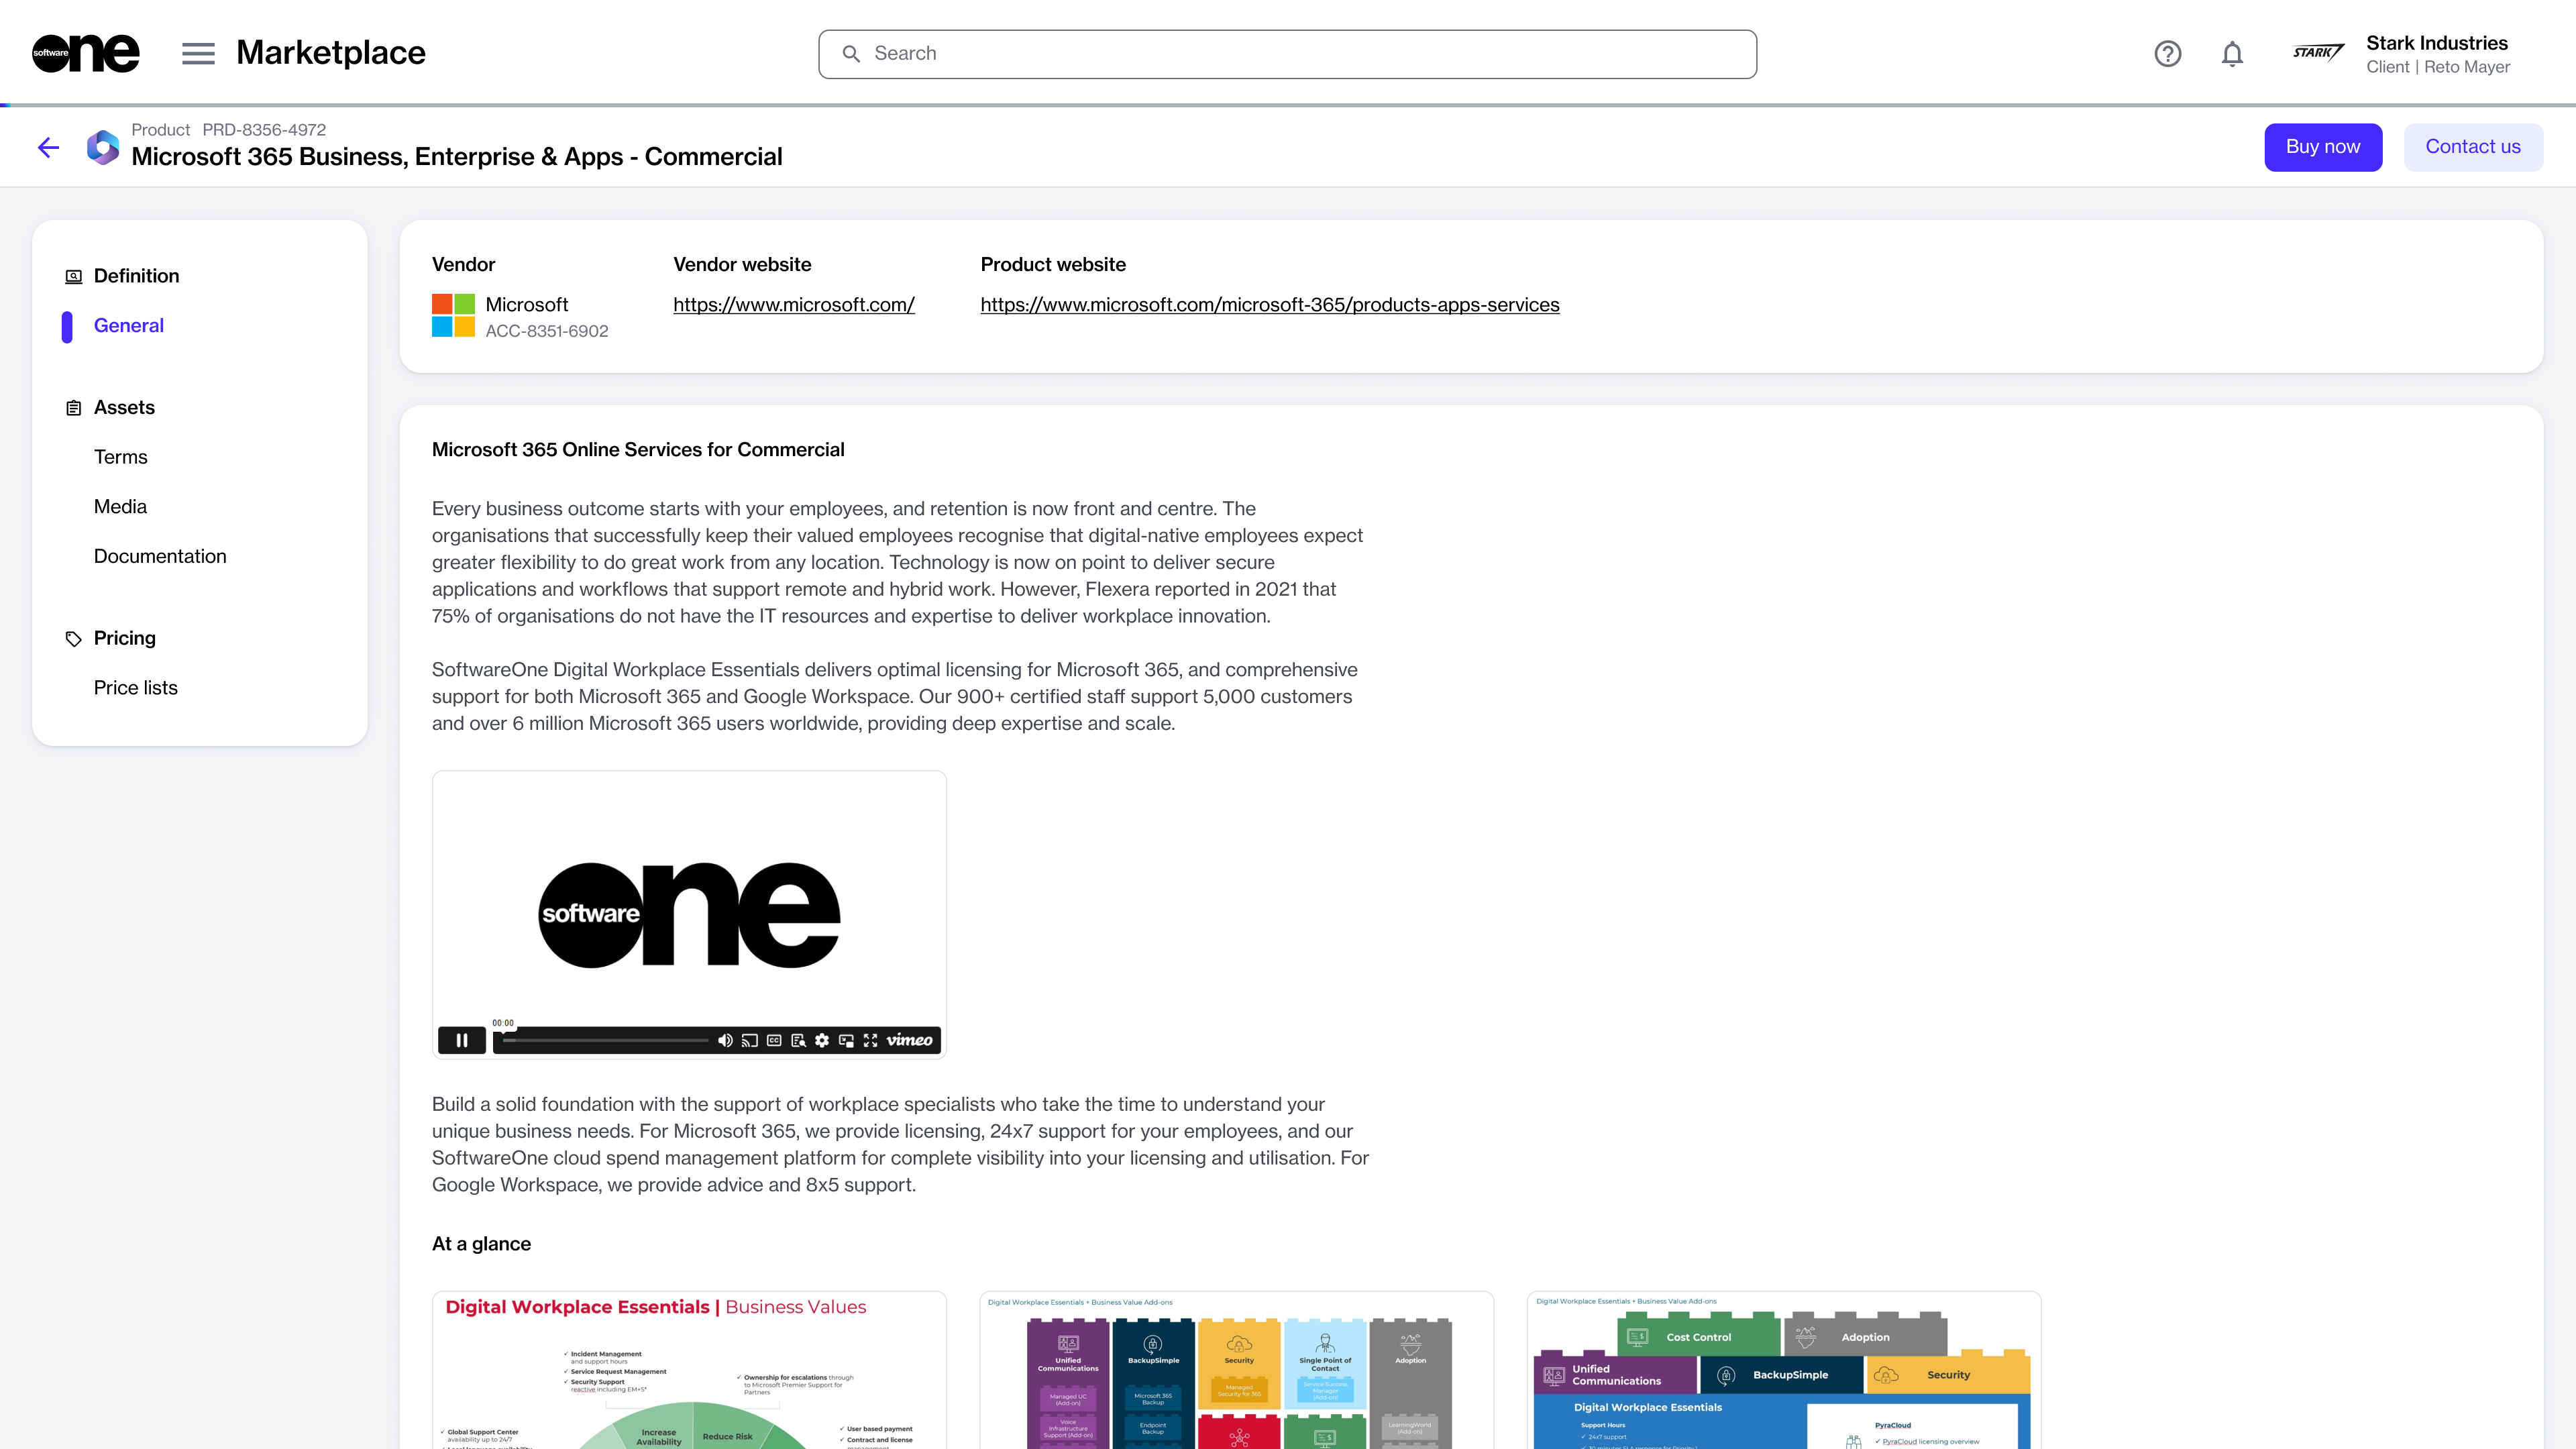 software one
Marketplace
Search
STARK
Stark Industries
Client | Reto Mayer
Product PRD-8356-4972
Microsoft 365 Business, Enterprise & Apps - Commercial
Buy now
Contact us
Definition
General
Assets
Terms
Media
Documentation
Pricing
Price lists
Vendor
Microsoft
ACC-8351-6902
Vendor website
https://www.microsoft.com/
Product website
https://www.microsoft.com/microsoft-365/products-apps-services
Microsoft 365 Online Services for Commercial
Every business outcome starts with your employees, and retention is now front and centre. The
organisations that successfully keep their valued employees recognise that digital-native employees expect
greater flexibility to do great work from any location. Technology is now on point to deliver secure
applications and workflows that support remote and hybrid work. However, Flexera reported in 2021 that
75% of organisations do not have the IT resources and expertise to deliver workplace innovation.
SoftwareOne Digital Workplace Essentials delivers optimal licensing for Microsoft 365, and comprehensive
support for both Microsoft 365 and Google Workspace. Our 900+ certified staff support 5,000 customers
and over 6 million Microsoft 365 users worldwide, providing deep expertise and scale.
software one
00:00
CC
vimeo
Build a solid foundation with the support of workplace specialists who take the time to understand your
unique business needs. For Microsoft 365, we provide licensing, 24x7 support for your employees, and our
SoftwareOne cloud spend management platform for complete visibility into your licensing and utilisation. For
Google Workspace, we provide advice and 8x5 support.
At a glance
Digital Workplace Essentials | Business Values
✓ Incident Management
and support hours
✓ Service Request Management
✓ Security Support
reactive including EM+S*
✓ Ownership for escalations through
to Microsoft Premier Support for
Partners
✓ Global Support Center
availability up to 24/7
✓ User based payment
✓ Contract and license
Increase
Availability
Reduce Risk
Digital Workplace Essentials + Business Value Add-ons
Unified
Communications
Managed UC
(Add-on)
Voice
Infrastructure
Support (Add-on)
BackupSimple
Microsoft 365
Backup
Endpoint
Backup
Security
Managed
Security for 365
Single Point of
Contact
Service Success
Manager
(Add-on)
Adoption
LearningWorld
(Add-on)
Digital Workplace Essentials + Business Value Add-ons
Cost Control
Adoption
Unified
Communications
BackupSimple
Security
Digital Workplace Essentials
Support Hours
✓ 24x7 support
PyraCloud
✓ PyraCloud licensing overview